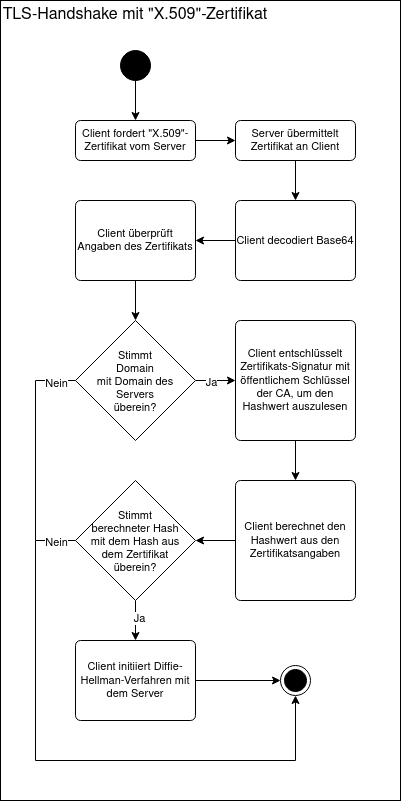 TLS-Handshake mit "X.509"-Zertifikat
Client fordert "X.509"-
Zertifikat vom Server
Server übermittelt
Zertifikat an Client
Client überprüft
Angaben des Zertifikats
Client decodiert Base64
Stimmt
Domain
mit Domain des
Servers
überein?
Nein
Ja
Client entschlüsselt
Zertifikats-Signatur mit
öffentlichem Schlüssel
der CA, um den
Hashwert auszulesen
Client berechnet den
Hashwert aus den
Zertifikatsangaben
Stimmt
berechneter Hash
mit dem Hash aus
dem Zertifikat
überein?
Nein
Ja
Client initiiert Diffie-
Hellman-Verfahren mit
dem Server